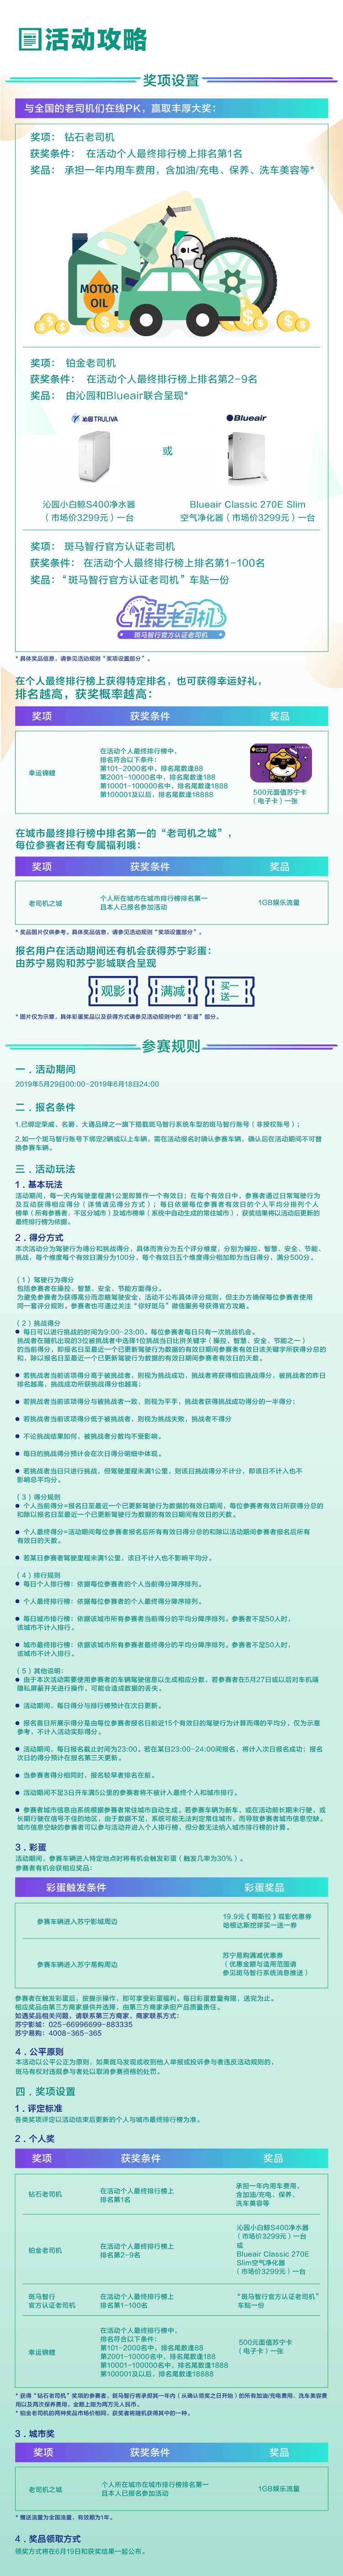 活动攻略
奖项设置
与全国的老司机们在线PK，赢取丰厚大奖：
奖项： 钻石老司机
获奖条件： 在活动个人最终排行榜上排名第1名
奖品： 承担一年内用车费用，含加油/充电、保养、洗车美容等*
MOTOR
OIL
奖项： 铂金老司机
获奖条件： 在活动个人最终排行榜上排名第2-9名
奖品： 由沁园和Blueair联合呈现*
沁园 TRULIVA
Blueair
或
沁园小白鲸S400净水器
（市场价3299元）一台
Blueair Classic 270E Slim
空气净化器（市场价3299元）一台
奖项： 斑马智行官方认证老司机
获奖条件： 在活动个人最终排行榜上排名第1-100名
奖品：“斑马智行官方认证老司机”车贴一份
谁是老司机
斑马智行官方认证老司机
* 具体奖品信息，请参见活动规则“奖项设置部分”。
在个人最终排行榜上获得特定排名，也可获得幸运好礼，
排名越高，获奖概率越高：
奖项 获奖条件 奖品
幸运锦鲤
在活动个人最终排行榜中，
排名符合以下条件：
第101-2000名中，排名尾数逢88
第2001-10000名中，排名尾数逢188
第10001-100000名中，排名尾数逢1888
第100001及以后，排名尾数逢18888
500元面值苏宁卡
（电子卡）一张
在城市最终排行榜中排名第一的“老司机之城”，
每位参赛者还有专属福利哦：
奖项 获奖条件 奖品
老司机之城
个人所在城市在城市排行榜排名第一
且本人已报名参加活动
1GB娱乐流量
* 奖品图片仅供参考，具体奖品信息，请参见活动规则“奖项设置部分”。
报名用户在活动期间还有机会获得苏宁彩蛋：
由苏宁易购和苏宁影城联合呈现
观影
满减
买一
送一
* 图片仅为示意，具体彩蛋奖品以及获得方式请参见活动规则中的“彩蛋”部分。
参赛规则
一．活动期间
2019年5月29日00:00-2019年6月18日24:00
二．报名条件
1.已绑定荣威、名爵、大通品牌之一旗下搭载斑马智行系统车型的斑马智行账号（非授权账号）；
2.如一个斑马智行账号下绑定2辆或以上车辆，需在活动报名时确认参赛车辆，确认后在活动期间不可替
换参赛车辆。
三．活动玩法
1．基本玩法
活动期间，每一天内驾驶里程满1公里即算作一个有效日；在每个有效日中，参赛者通过日常驾驶行为
及互动获得相应得分（详情请见得分方式）；每日依据每位参赛者有效日的个人平均分排列个人
榜单（所有参赛者，不区分城市）及城市榜单（系统中自动生成的常住城市），获奖结果将以活动后更新的
最终排行榜为依据。
2．得分方式
本次活动分为驾驶行为得分和挑战得分，具体而言分为五个评分维度，分别为操控、智慧、安全、节能、
挑战，每个维度每个有效日满分为100分，每个有效日五个维度得分相加即为当日得分，满分500分。
（1）驾驶行为得分
包括参赛者在操控、智慧、安全、节能方面得分。
为避免参赛者为获得高分而忽略驾驶安全，活动不公布具体评分规则，但主办方确保每位参赛者使用
同一套评分规则。参赛者也可通过关注“你好斑马”微信服务号获得官方攻略。
（2）挑战得分
● 每日可以进行挑战的时间为9:00-23:00。每位参赛者每日只有一次挑战机会。
挑战者在随机出现的3位被挑战者中选择1位挑战当日比拼关键字（操控、智慧、安全、节能之一）
的当前得分，即报名日至最近一个已更新驾驶行为数据的有效日期间参赛者有效日该关键字所获得分总的
和，除以报名日至最近一个已更新驾驶行为数据的有效日期间参赛者有效日的天数。
● 若挑战者当前该项得分高于被挑战者，则视为挑战成功，挑战者将获得相应挑战得分，被挑战者的昨日
排名越高，挑战成功所获挑战得分也越高；
● 若挑战者当前该项得分与被挑战者一致，则视为平手，挑战者获得挑战成功得分的一半得分；
● 若挑战者当前该项得分低于被挑战者，则视为挑战失败，挑战者不得分
● 不论挑战结果如何，被挑战者分数均不受影响。
● 每日的挑战得分预计会在次日得分明细中体现。
● 若挑战者当日只进行挑战，但驾驶里程未满1公里，则该日挑战得分不计分，即该日不计入也不
影响总平均分。
（3）得分规则
● 个人当前得分=报名日至最近一个已更新驾驶行为数据的有效日期间，每位参赛者有效日所获得分总的
和除以报名日至最近一个已更新驾驶行为数据的有效日期间有效日的天数。
● 个人最终得分=活动期间每位参赛者报名后所有有效日得分总的和除以活动期间参赛者报名后所有
有效日的天数。
● 若某日参赛者驾驶里程未满1公里，该日不计入也不影响平均分。
（4）排行规则
● 每日个人排行榜：依据每位参赛者的个人当前得分降序排列。
● 个人最终排行榜：依据每位参赛者的个人最终得分降序排列。
● 每日城市排行榜：依据该城市所有参赛者当前得分的平均分降序排列。参赛者不足50人时，
该城市不计入排行。
● 城市最终排行榜：依据该城市所有参赛者最终得分的平均分降序排列。参赛者不足50人时，
该城市不计入排行。
（5）其他说明：
● 由于本次活动需要使用参赛者的车辆驾驶信息以生成相应分数，若参赛者在5月27日或以后对车机端
隐私屏蔽开关进行操作，可能会造成数据的丢失。
● 活动期间，每日得分与排行榜预计在次日更新。
● 报名首日所展示得分是由每位参赛者报名日前近15个有效日的驾驶行为计算而得的平均分，仅为示意
参考，不计入活动实际得分。
● 活动期间，每日报名截止时间为23:00。若在某日23:00-24:00间报名，将计入次日报名成功；报名
次日的得分预计在报名第三天更新。
● 当参赛者得分相同时，报名较早者排名在前。
● 活动期间不足3日开车满5公里的参赛者将不被计入最终个人和城市排行。
● 参赛者城市信息由系统根据参赛者常住城市自动生成。若参赛车辆为新车，或在活动前长期未行驶，或
长期行驶在信号不佳的地区，由于数据不足，系统可能无法判定常住城市，而导致参赛者城市信息空缺。
城市信息空缺的参赛者可以参与活动并进入个人排行榜，但分数无法纳入城市排行榜的计算。
3．彩蛋
活动期间，参赛车辆进入特定地点时将有机会触发彩蛋（触发几率为30%）。
参赛者有机会获相应奖品：
彩蛋触发条件 彩蛋奖品
参赛车辆进入苏宁影城周边
19.9元《哥斯拉》观影优惠券
哈根达斯挖球买一送一券
参赛车辆进入苏宁易购周边
苏宁易购满减优惠券
（优惠金额与适用范围请
参见斑马智行系统消息推送）
参赛者在触发彩蛋后，按提示操作，即可享受彩蛋福利。每日彩蛋数量有限，送完为止。
相应奖品由第三方商家提供并选择，由第三方商家承担产品质量责任。
如遇奖品相关问题，请联系第三方商家，商家联系方式：
苏宁影城：025-66996699-883335
苏宁易购：4008-365-365
4．公平原则
本活动以公平公正为原则，如果斑马发现或收到他人举报或投诉参与者违反活动规则的，
斑马有权对违规参与者处以取消参赛资格的处罚。
四．奖项设置
1．评定标准
各类奖项评定以活动结束后更新的个人与城市最终排行榜为准。
2．个人奖
奖项 获奖条件 奖品
钻石老司机
在活动个人最终排行榜上
排名第1名
承担一年内用车费用，
含加油/充电、保养、
洗车美容等
铂金老司机
在活动个人最终排行榜上
排名第2-9名
沁园小白鲸S400净水器
（市场价3299元）一台
或
Blueair Classic 270E
Slim空气净化器
（市场价3299元）一台
斑马智行
官方认证老司机
在活动个人最终排行榜上
排名第1-100名
“斑马智行官方认证老司机”
车贴一份
幸运锦鲤
在活动个人最终排行榜中，
排名符合以下条件：
第101-2000名中，排名尾数逢88
第2001-10000名中，排名尾数逢188
第10001-100000名中，排名尾数逢1888
第100001及以后，排名尾数逢18888
500元面值苏宁卡
（电子卡）一张
* 获得“钻石老司机”奖项的参赛者，斑马智行将承担其一年内（从确认领奖之日开始）的所有加油/充电费用、洗车美容费
用以及两次保养费用，金额上限为两万元人民币。
* 铂金老司机的两种奖品市场价相同，获奖者将随机获得其中的一种。
3．城市奖
奖项 获奖条件 奖品
老司机之城
个人所在城市在城市排行榜排名第一
且本人已报名参加活动
1GB娱乐流量
* 赠送流量为全国流量，有效期为1年。
4．奖品领取方式
领奖方式将在6月19日和获奖结果一起公布。